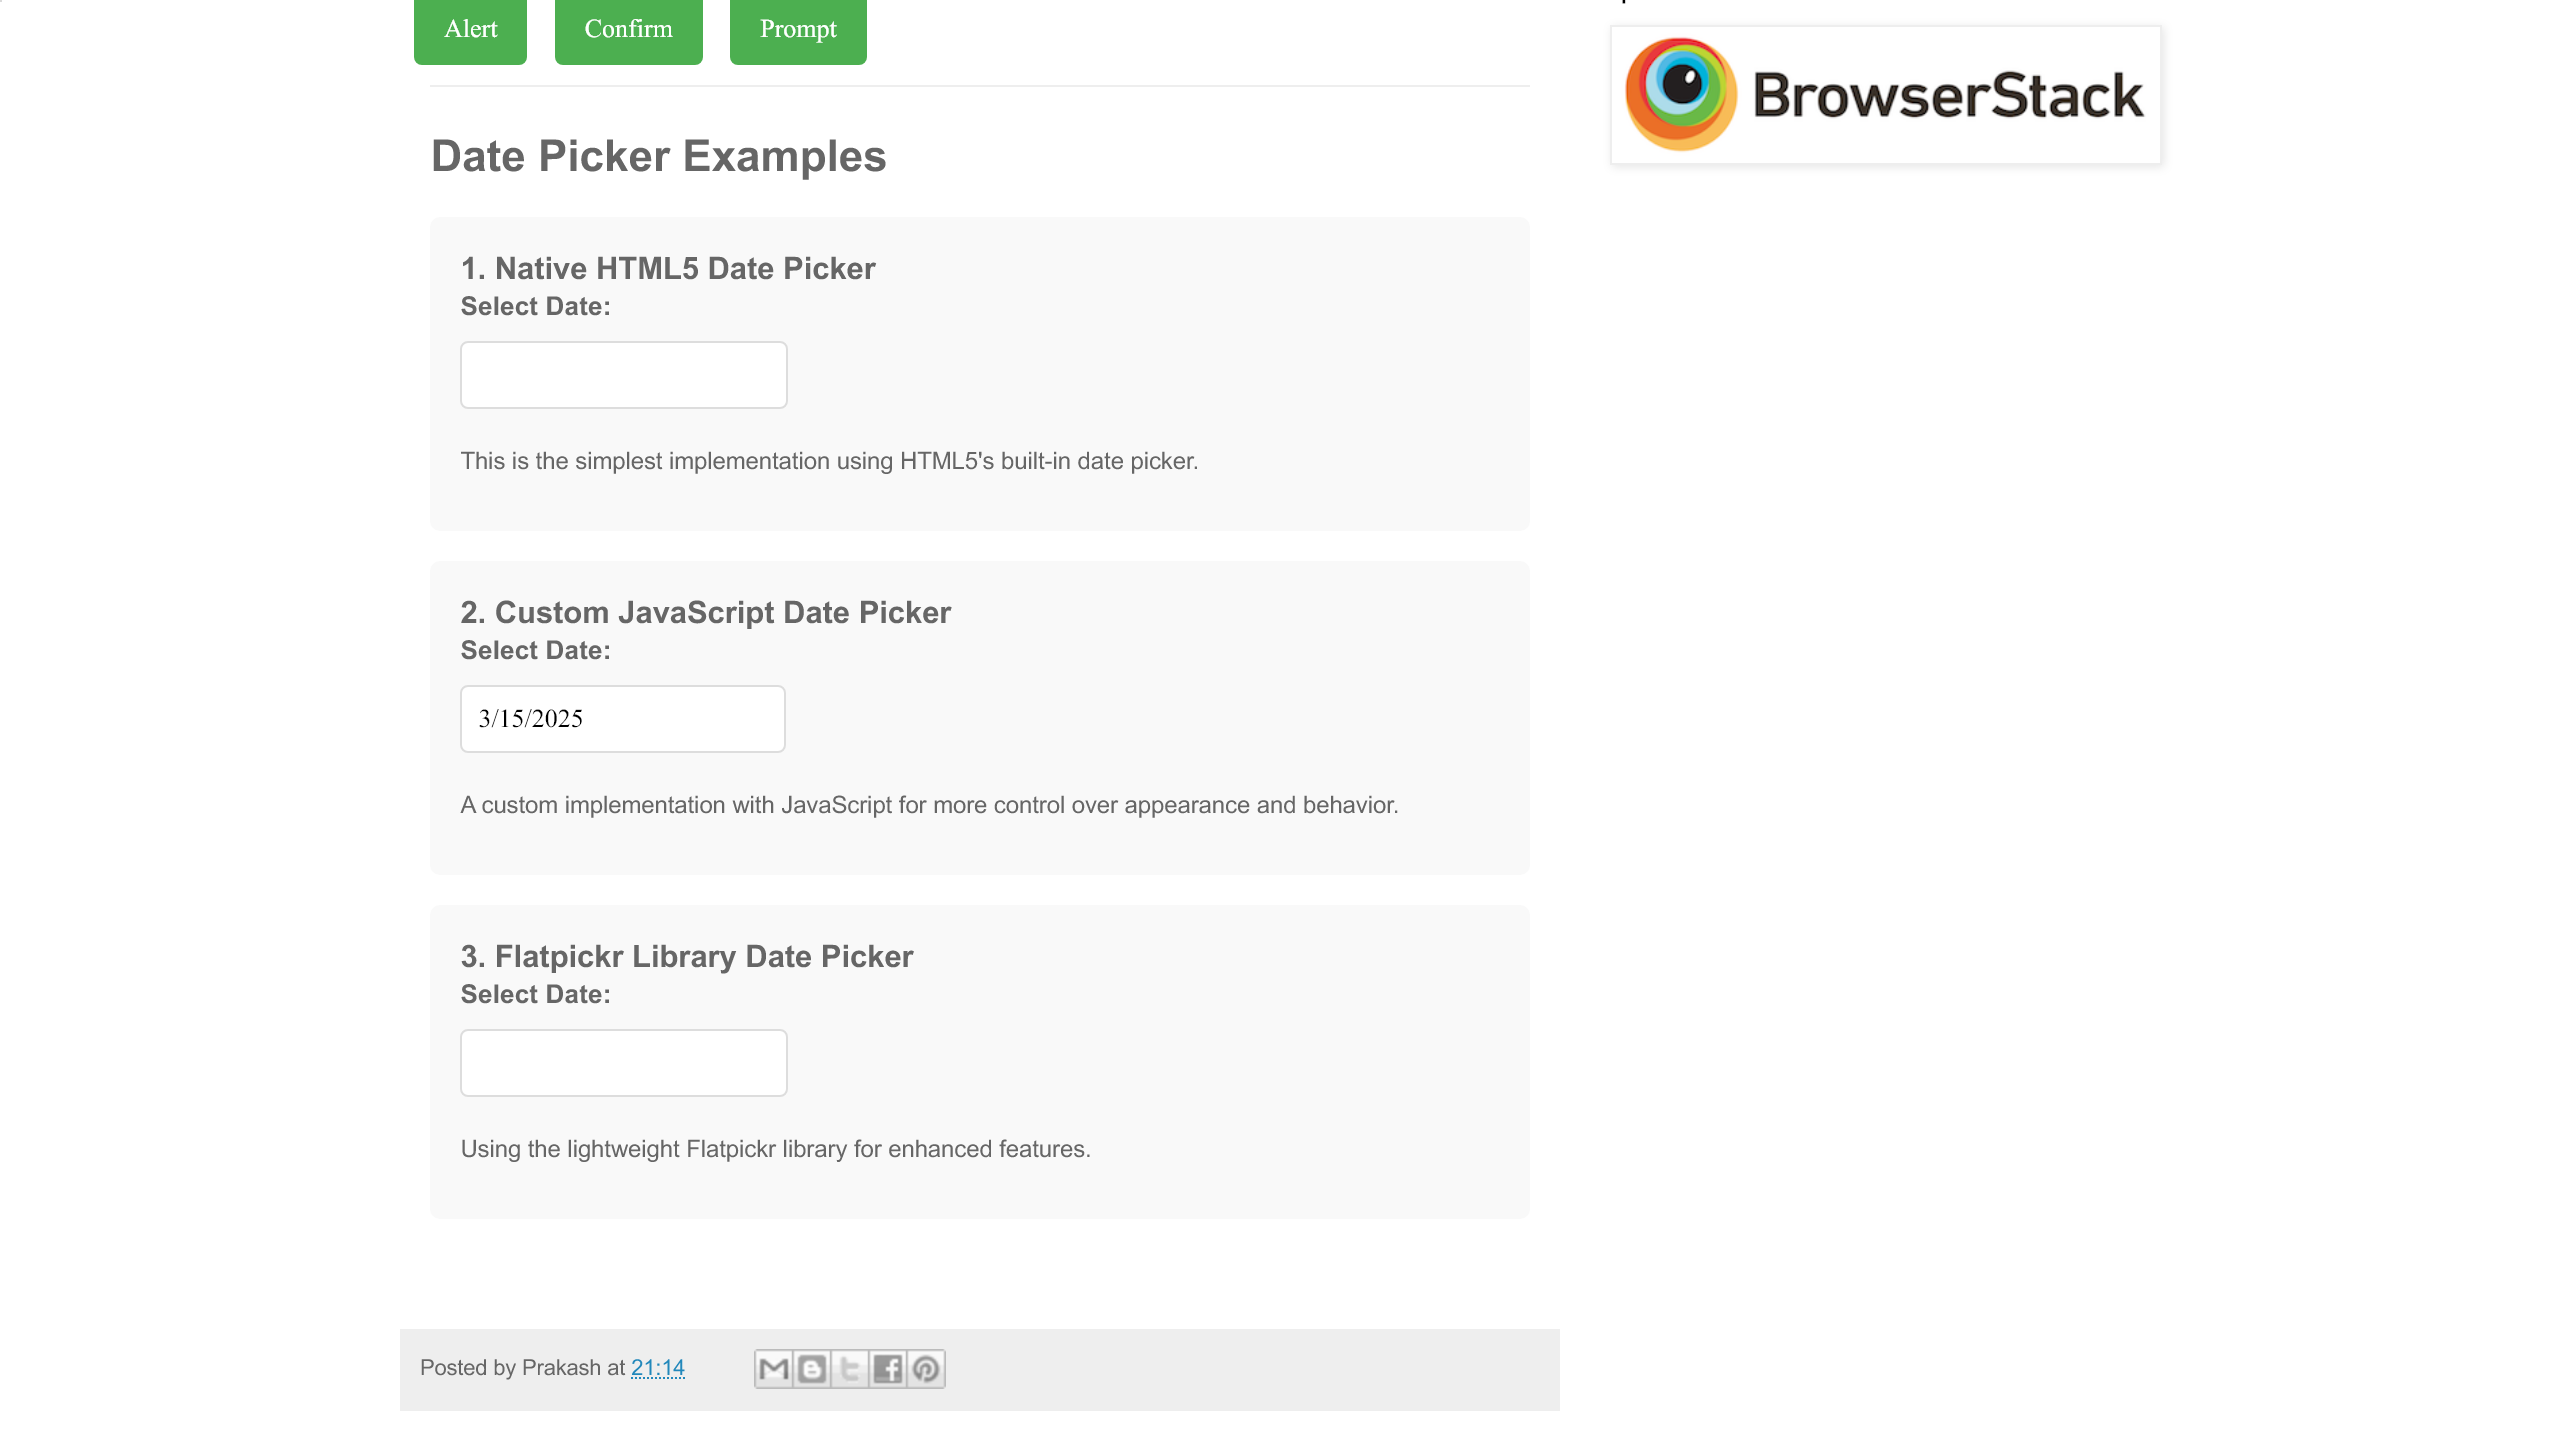 Alert Confirm Prompt
BrowserStack
Date Picker Examples
1. Native HTML5 Date Picker
Select Date:
This is the simplest implementation using HTML5's built-in date picker.
2. Custom JavaScript Date Picker
Select Date:
3/15/2025
A custom implementation with JavaScript for more control over appearance and behavior.
3. Flatpickr Library Date Picker
Select Date:
Using the lightweight Flatpickr library for enhanced features.
Posted by Prakash at 21:14